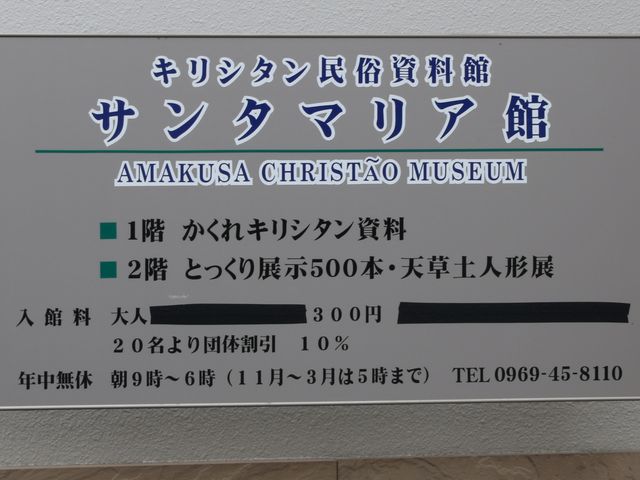 キリシタン民俗資料館
サンタマリア館
AMAKUSA CHRISTÃO MUSEUM
■ 1階 かくれキリシタン資料
■ 2階 とっくり展示500本・天草土人形展
入館料 大人 300円
20名より団体割引 10%
年中無休 朝9時〜6時(11月〜3月は5時まで) TEL 0969-45-8110